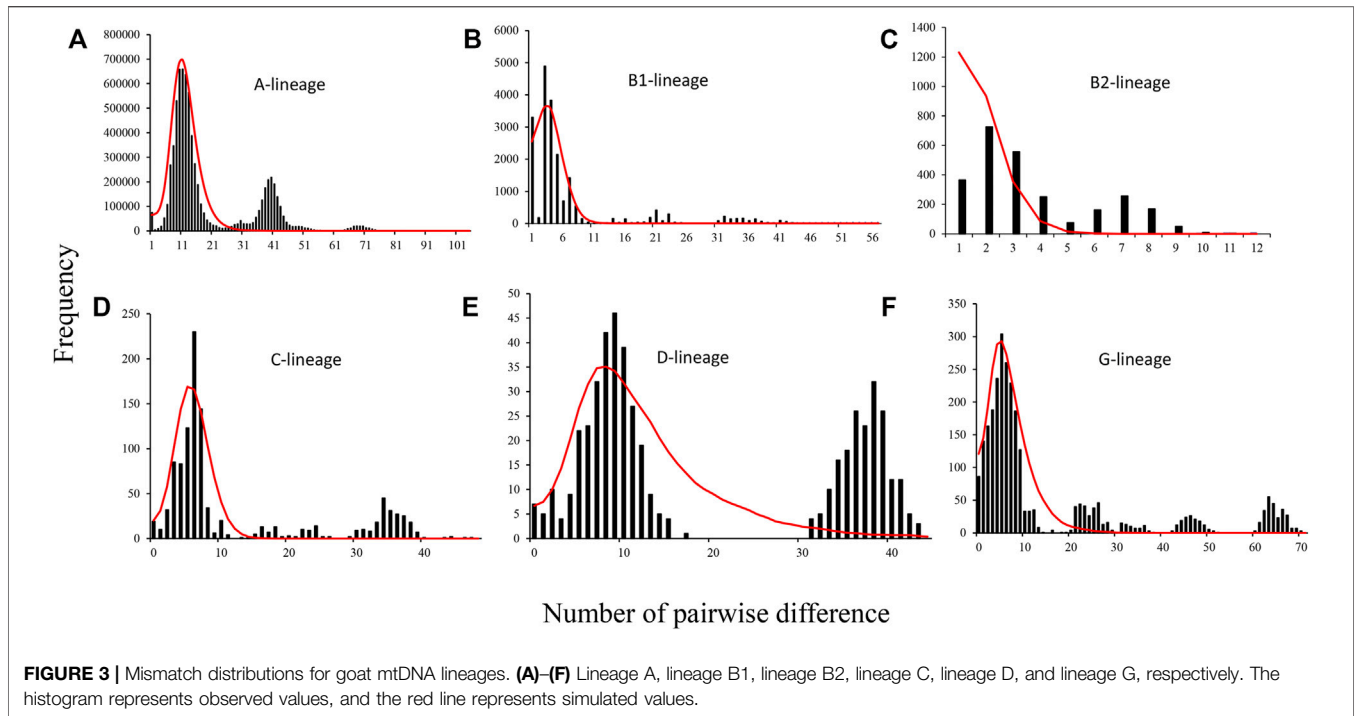 A
A-lineage
800000
700000
600000
500000
400000
300000
200000
100000
0
1 11 21 31 41 51 61 71 81 91 101
B
B1-lineage
6000
5000
4000
3000
2000
1000
0
1 6 11 16 21 26 31 36 41 46 51 56
C
B2-lineage
1400
1200
1000
800
600
400
200
0
1 2 3 4 5 6 7 8 9 10 11 12
Frequency
D
C-lineage
250
200
150
100
50
0
0 10 20 30 40
E
D-lineage
50
45
40
35
30
25
20
15
10
5
0
0 10 20 30 40
F
G-lineage
350
300
250
200
150
100
50
0
0 10 20 30 40 50 60 70
Number of pairwise difference
FIGURE 3 | Mismatch distributions for goat mtDNA lineages. (A)–(F) Lineage A, lineage B1, lineage B2, lineage C, lineage D, and lineage G, respectively. The
histogram represents observed values, and the red line represents simulated values.